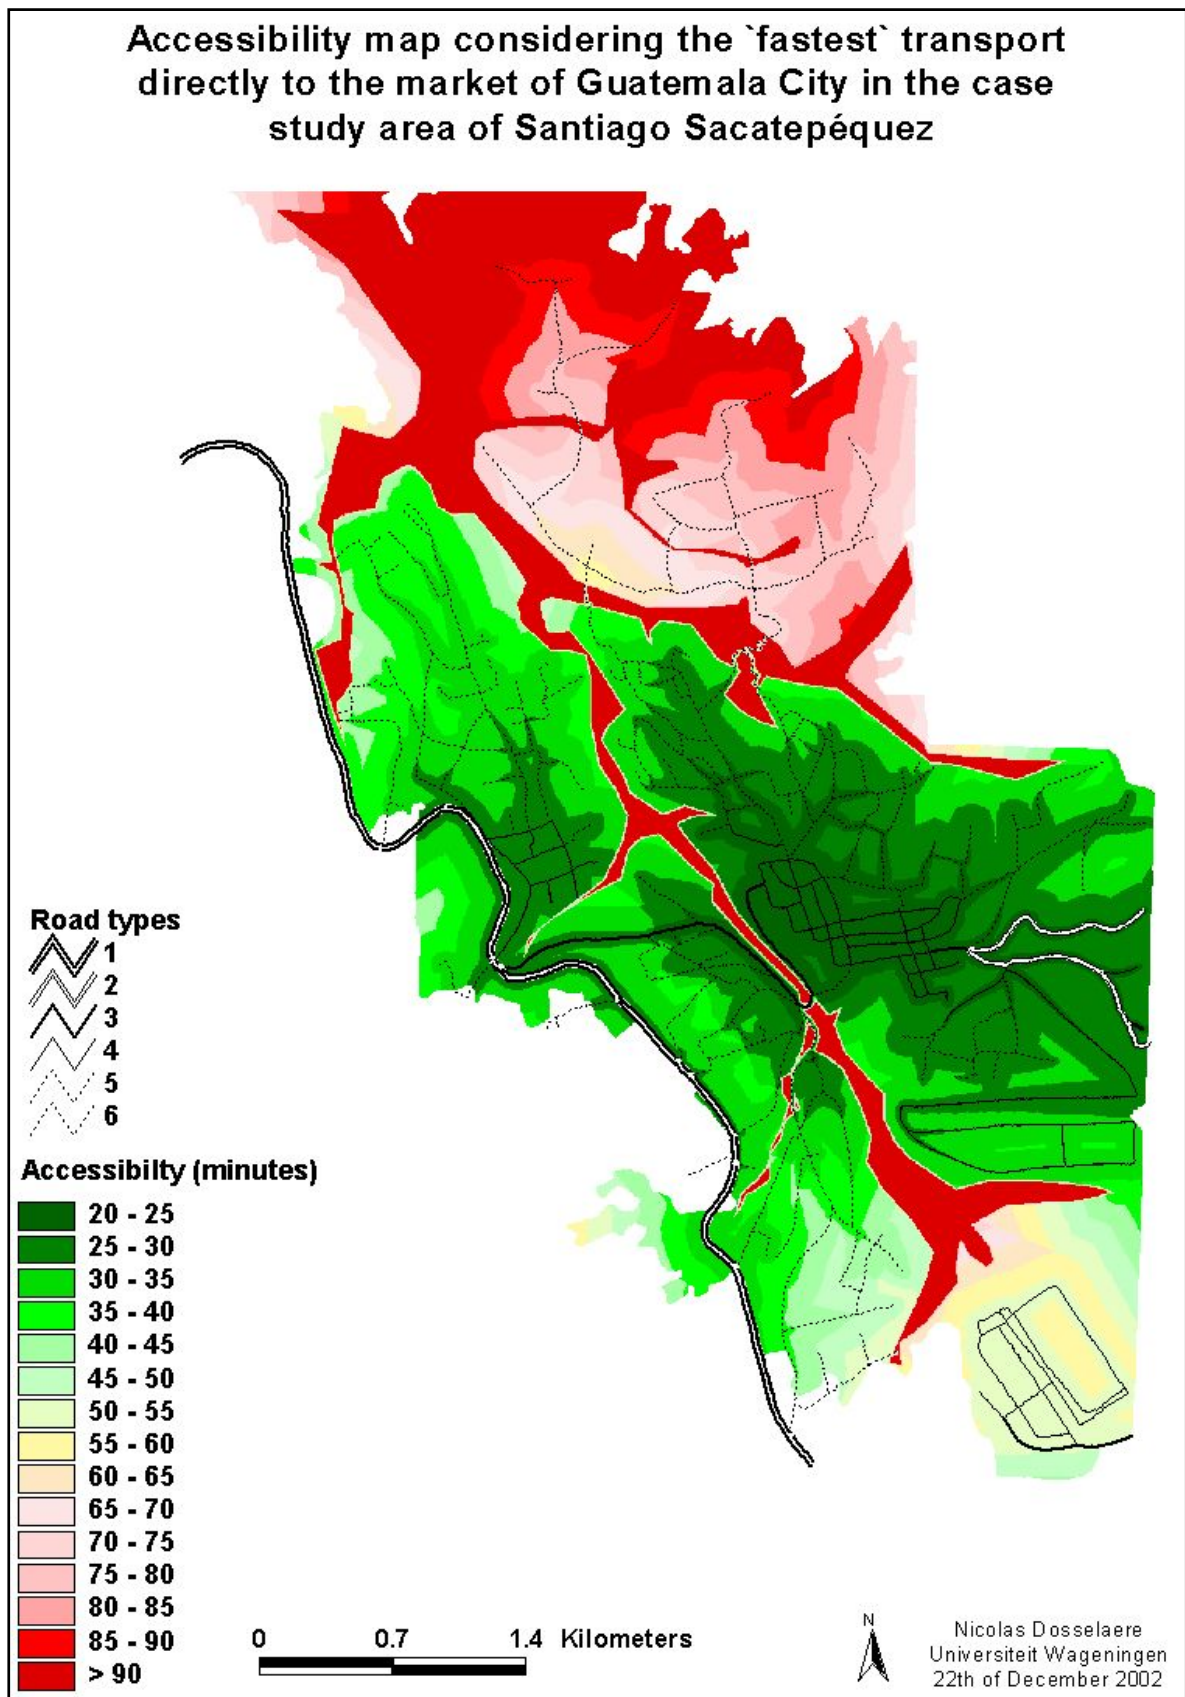 Accessibility map considering the `fastest` transport
directly to the market of Guatemala City in the case
study area of Santiago Sacatepéquez
Road types
1
2
3
4
5
6
Accessibilty (minutes)
20 - 25
25 - 30
30 - 35
35 - 40
40 - 45
45 - 50
50 - 55
55 - 60
60 - 65
65 - 70
70 - 75
75 - 80
80 - 85
85 - 90
> 90
0 0.7 1.4 Kilometers
N
Nicolas Dosselaere
Universiteit Wageningen
22th of December 2002